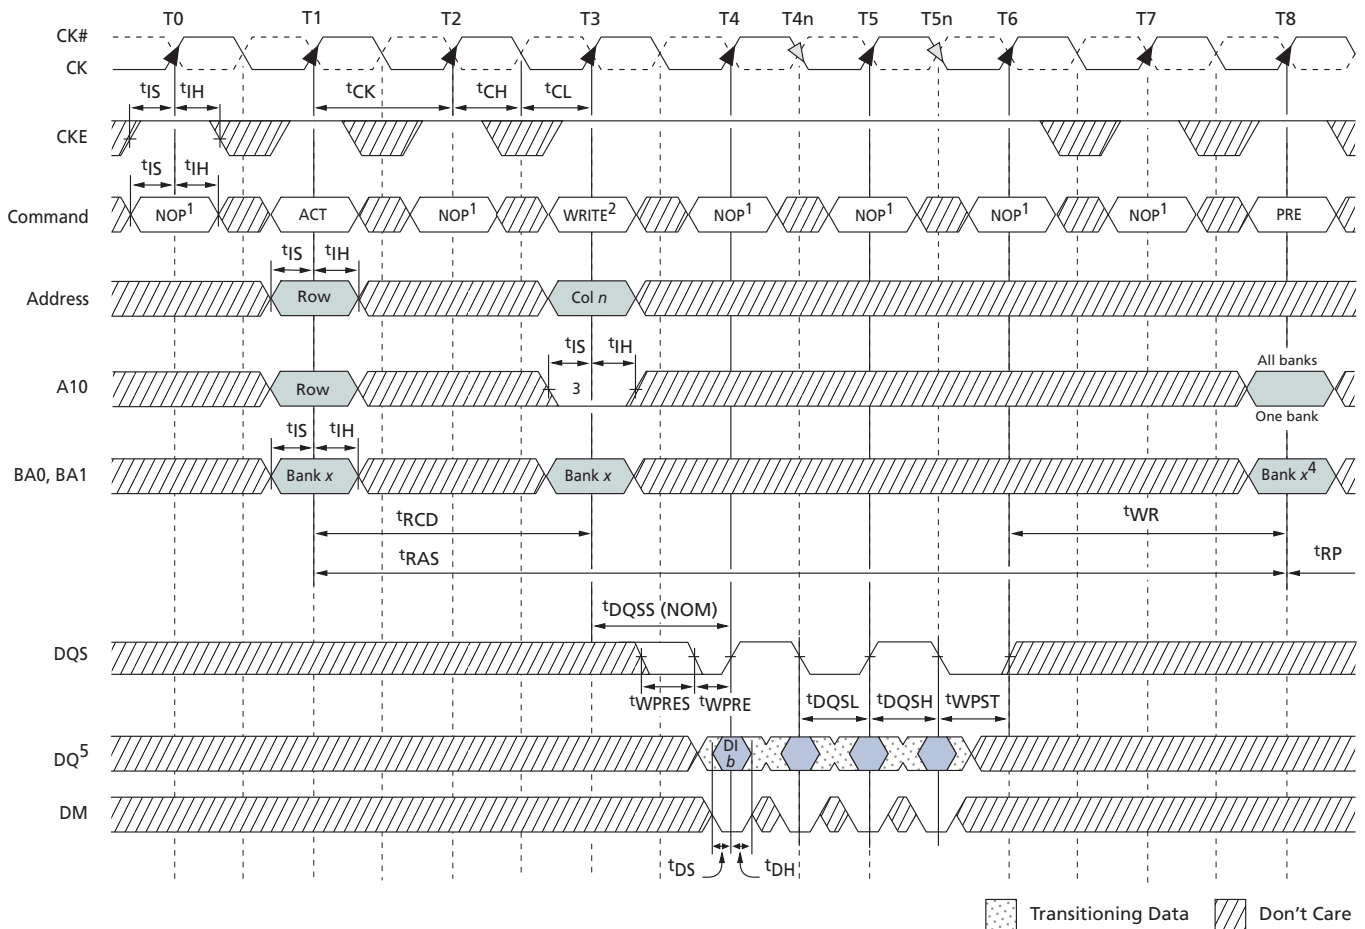 T0 T1 T2 T3 T4 T4n T5 T5n T6 T7 T8
CK#
CK
tIS tIH tCK tCH tCL
CKE
tIS tIH
Command NOP1 ACT NOP1 WRITE2 NOP1 NOP1 NOP1 NOP1 PRE
tIS tIH
Address Row Col n
tIS tIH All banks
A10 Row 3
One bank
tIS tIH
BA0, BA1 Bank x Bank x Bank x4
tRCD tWR
tRAS tRP
tDQSS (NOM)
DQS
tWPRES tWPRE tDQSL tDQSH tWPST
DQ5 DI
b
DM
tDS tDH
Transitioning Data Don't Care